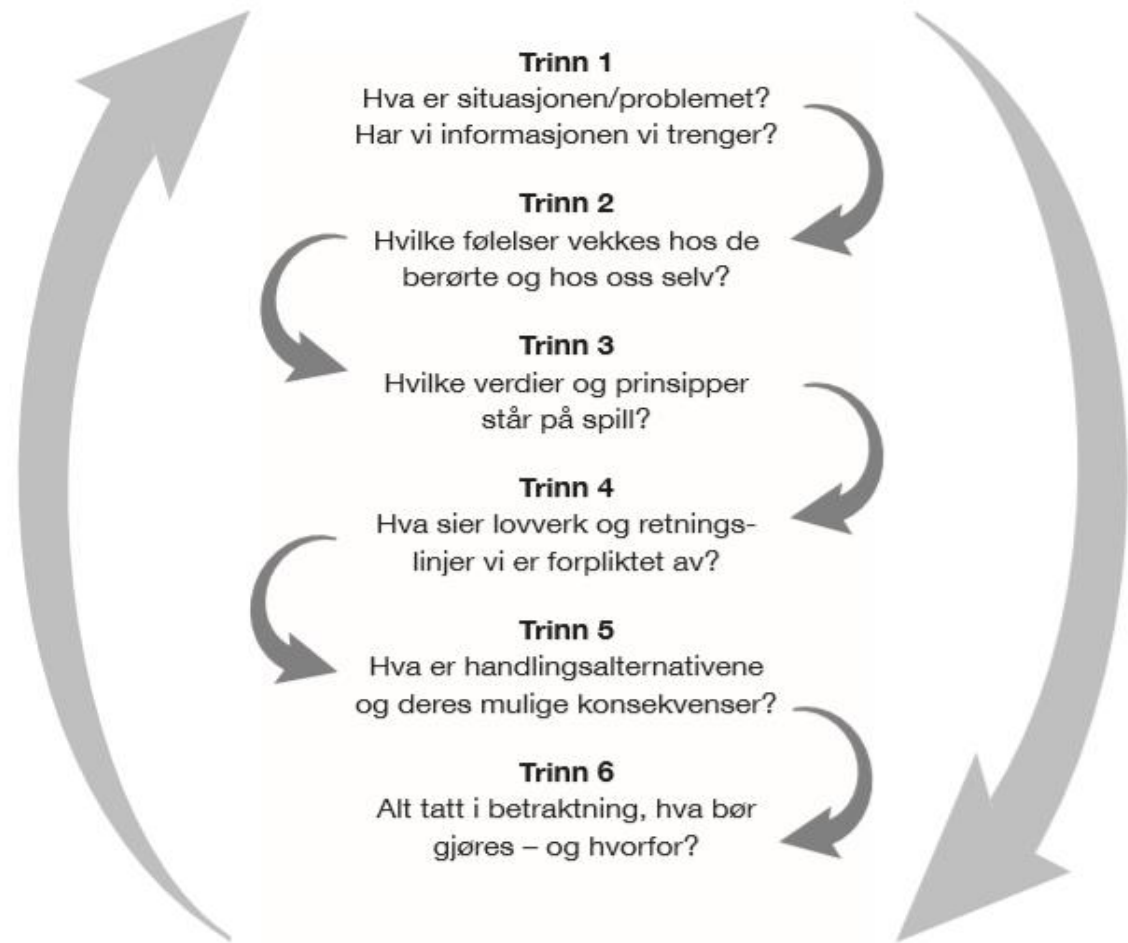 Trinn 1
Hva er situasjonen/problemet?
Har vi informasjonen vi trenger?
Trinn 2
Hvilke følelser vekkes hos de
berørte og hos oss selv?
Trinn 3
Hvilke verdier og prinsipper
står på spill?
Trinn 4
Hva sier lovverk og retnings-
linjer vi er forpliktet av?
Trinn 5
Hva er handlingsalternativene
og deres mulige konsekvenser?
Trinn 6
Alt tatt i betraktning, hva bør
gjøres – og hvorfor?